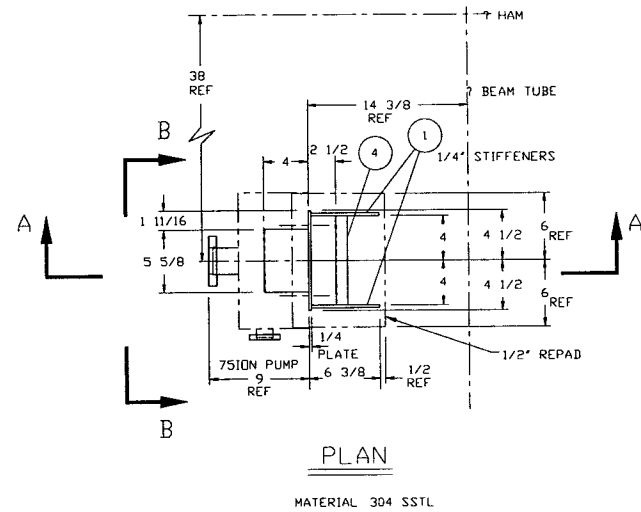 ? HAM
38
REF
? BEAM TUBE
14 3/8
REF
B
2 1/2
4
4
1
1/4" STIFFENERS
A
1 11/16
5 5/8
4
4 1/2
6
REF
A
4
4 1/2
6
REF
1/4
PLATE
1/2" REPAD
75ION PUMP
9
REF
6 3/8
1/2
REF
B
PLAN
MATERIAL 304 SSTL